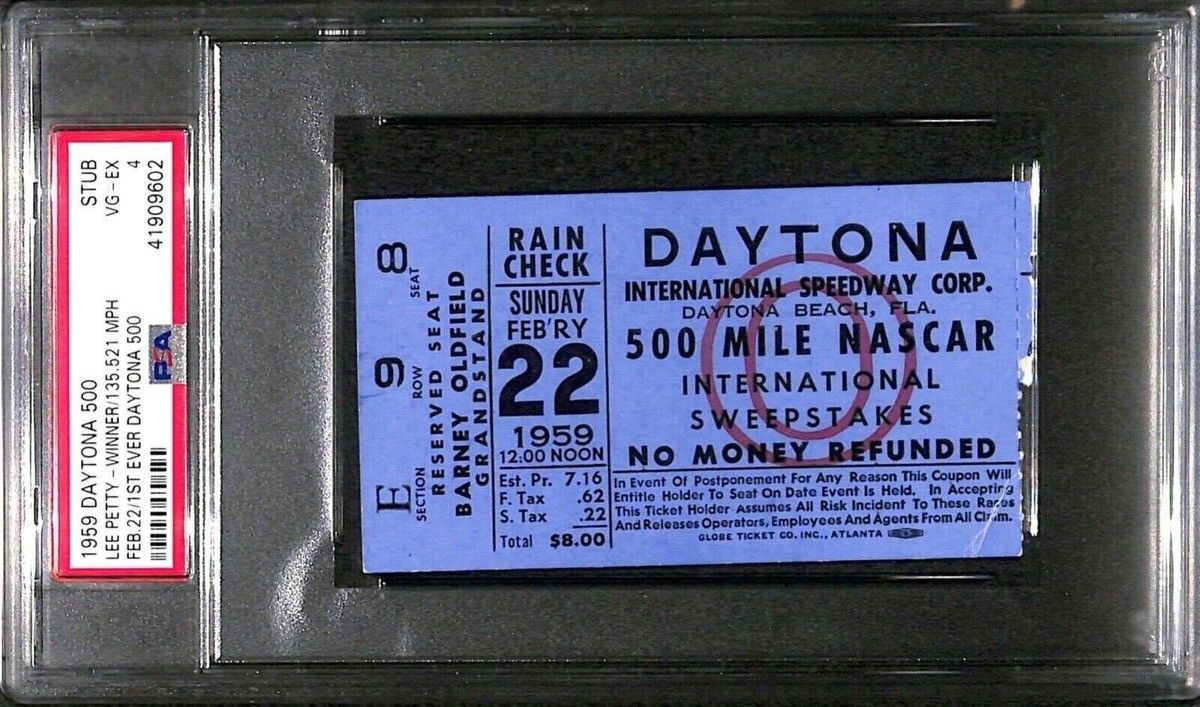 1959 DAYTONA 500
LEE PETTY-WINNER/135.521 MPH
FEB.22/1ST EVER DAYTONA 500
STUB
VG-EX 4
41909602
PSA
E 9 8
SECTION ROW SEAT
RESERVED SEAT
BARNEY OLDFIELD
GRANDSTAND
RAIN
CHECK
SUNDAY
FEB'RY
22
1959
12:00 NOON
Est. Pr. 7.16
F. Tax .62
S. Tax .22
Total $8.00
DAYTONA
INTERNATIONAL SPEEDWAY CORP.
DAYTONA BEACH, FLA.
500 MILE NASCAR
INTERNATIONAL
SWEEPSTAKES
NO MONEY REFUNDED
In Event Of Postponement For Any Reason This Coupon Will
Entitle Holder To Seat On Date Event Is Held. In Accepting
This Ticket Holder Assumes All Risk Incident To These Races
And Releases Operators, Employees And Agents From All Claim.
GLOBE TICKET CO. INC., ATLANTA
0